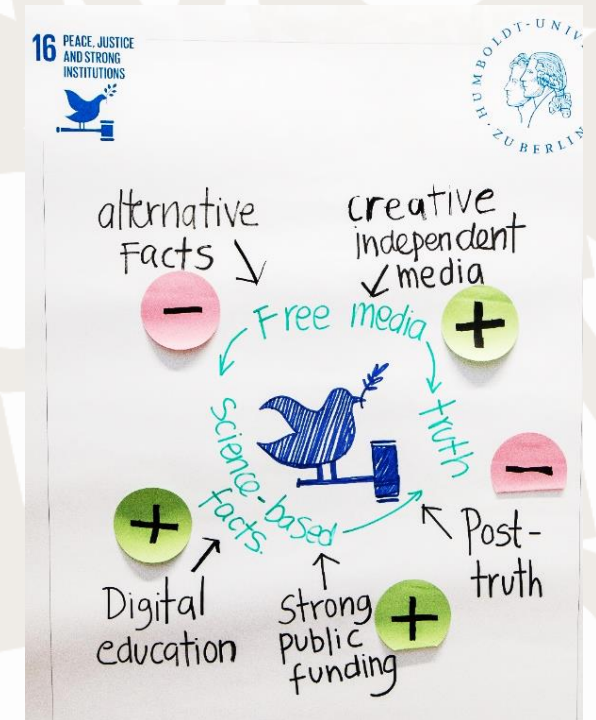 16 PEACE, JUSTICE
AND STRONG
INSTITUTIONS
HUMBOLDT-UNIV
ZU BERLIN
alternative
Facts
creative
independent
media
−
+
Free media
truth
Science-based
facts.
−
+
Post-
truth
Digital
education
Strong
public
funding
+